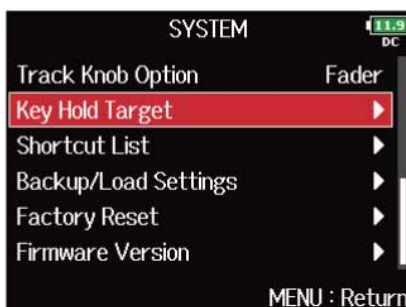 SYSTEM
11.9
DC
Track Knob Option Fader
Key Hold Target
Shortcut List
Backup/Load Settings
Factory Reset
Firmware Version
MENU : Return